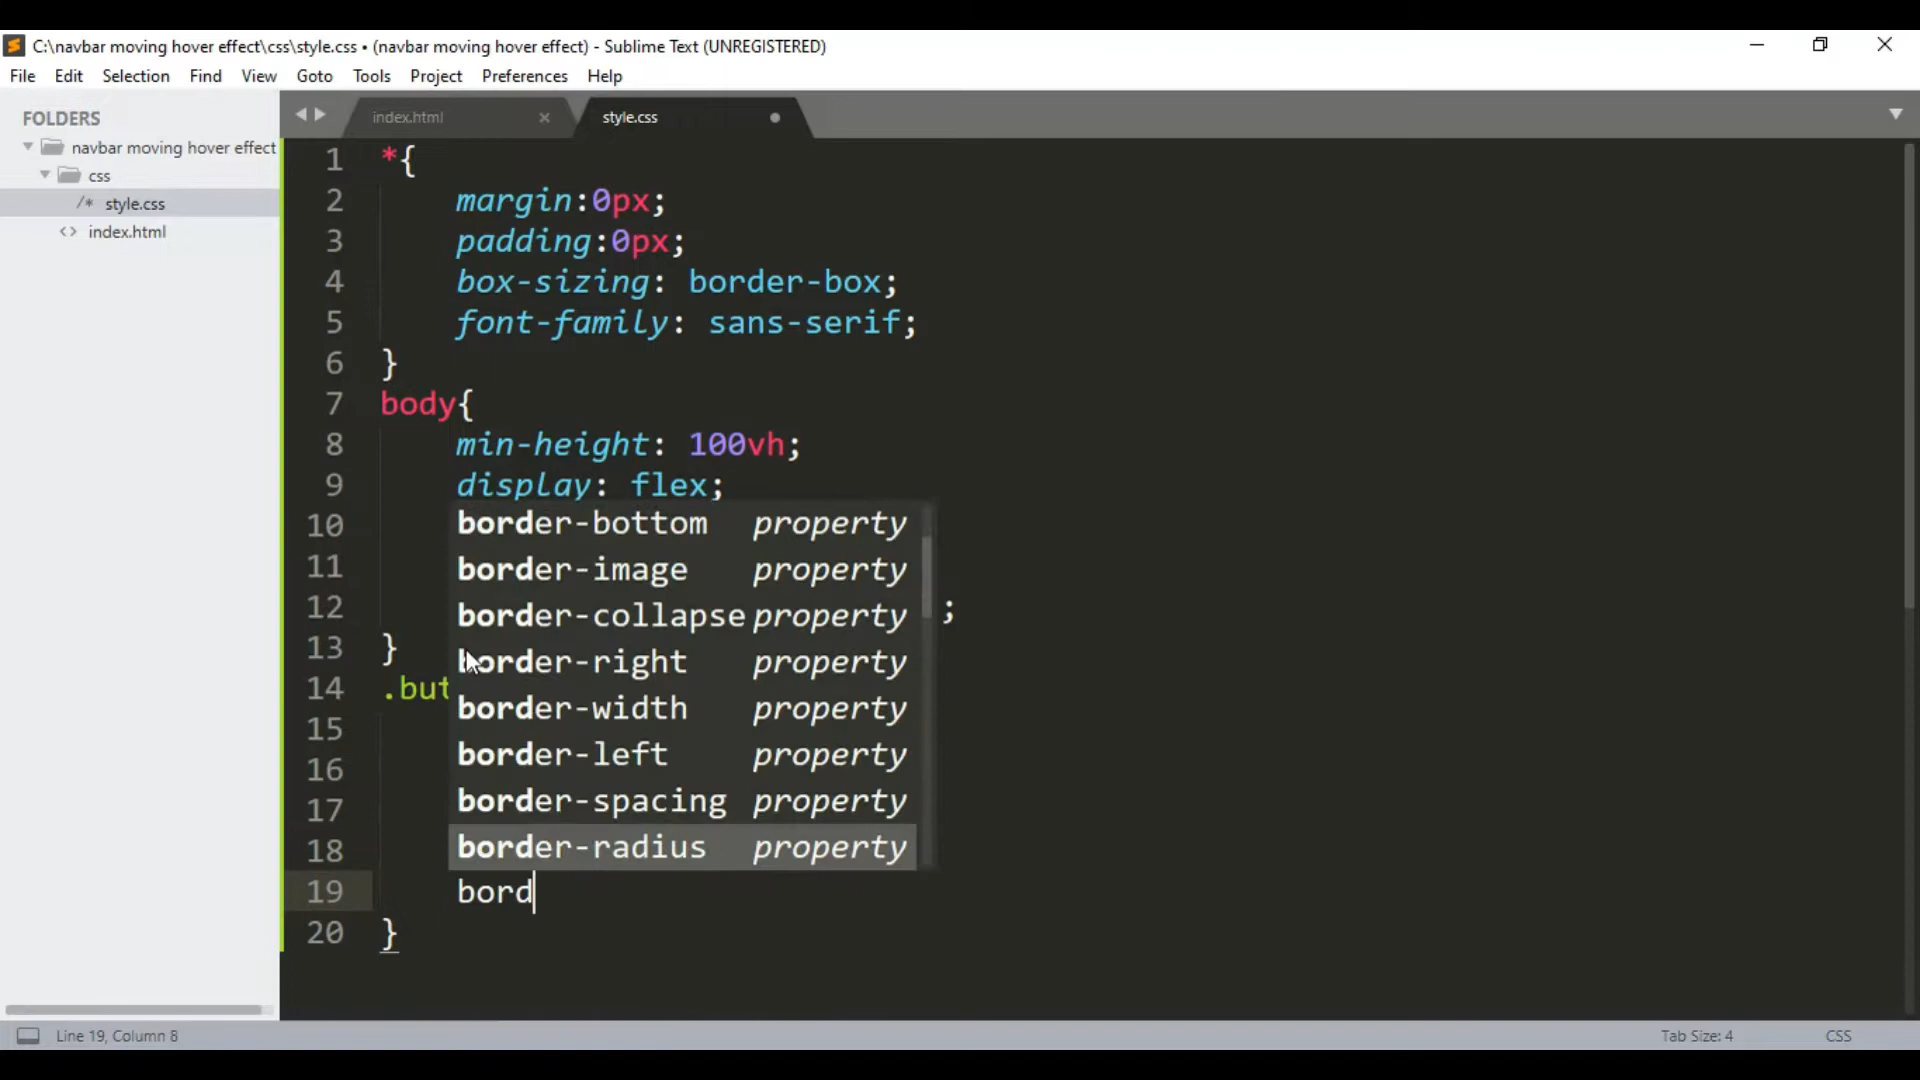 C:\navbar moving hover effect\css\style.css • (navbar moving hover effect) - Sublime Text (UNREGISTERED)
File Edit Selection Find View Goto Tools Project Preferences Help
FOLDERS
navbar moving hover effect
css
/* style.css
<> index.html
index.html × style.css
1 *{
2 margin:0px;
3 padding:0px;
4 box-sizing: border-box;
5 font-family: sans-serif;
6 }
7 body{
8 min-height: 100vh;
9 display: flex;
10 border-bottom property
11 border-image property
12 border-collapse property ;
13 } border-right property
14 .but border-width property
15 border-left property
16 border-spacing property
17 border-radius property
18
19 bord
20 }
Line 19, Column 8
Tab Size: 4
CSS